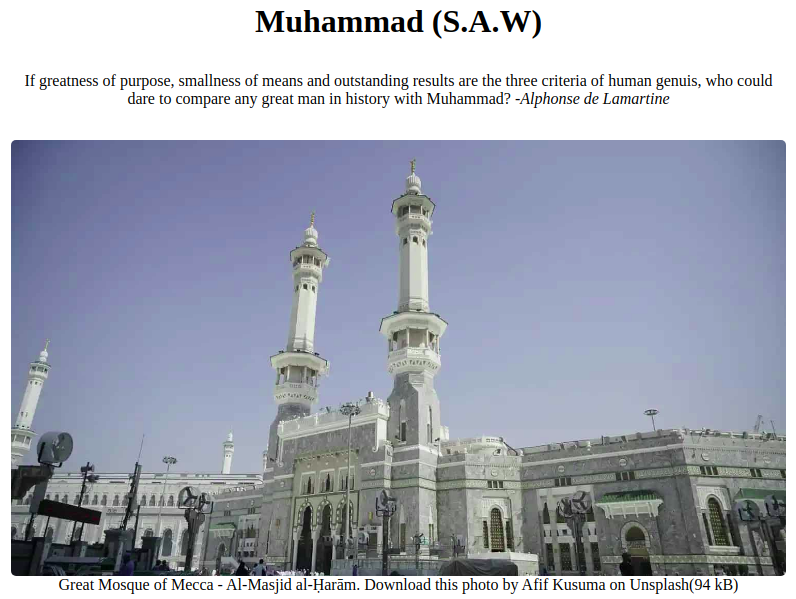 Muhammad (S.A.W)
If greatness of purpose, smallness of means and outstanding results are the three criteria of human genuis, who could
dare to compare any great man in history with Muhammad? -Alphonse de Lamartine
Great Mosque of Mecca - Al-Masjid al-Ḥarām. Download this photo by Afif Kusuma on Unsplash(94 kB)